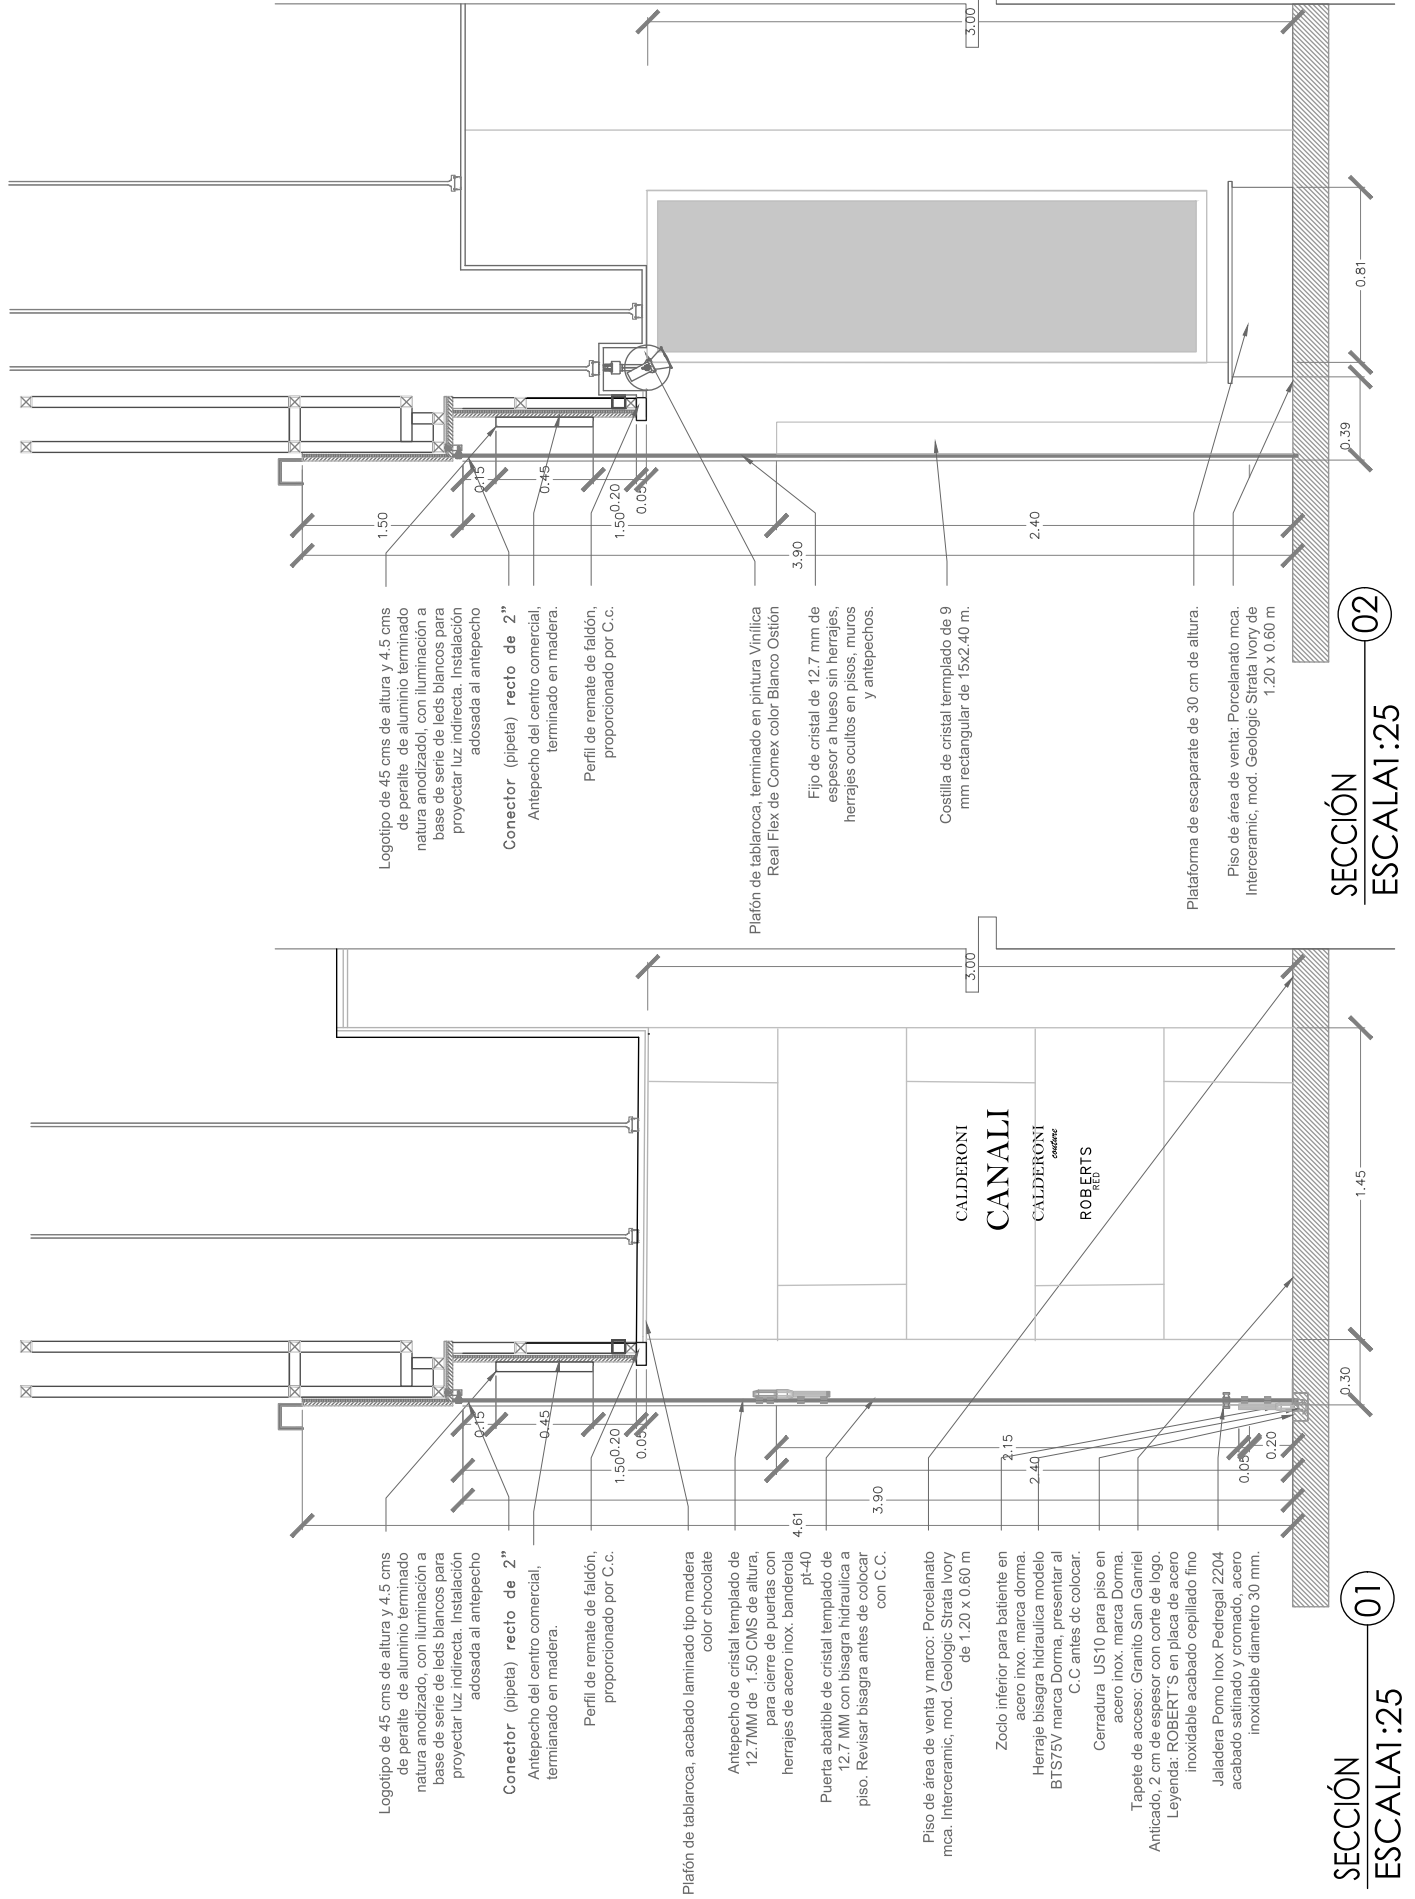 Logotipo de 45 cms de altura y 4.5 cms
de peralte de aluminio terminado
natura anodizado, con iluminación a
base de serie de leds blancos para
proyectar luz indirecta. Instalación
adosada al antepecho
Conector (pipeta) recto de 2”
Antepecho del centro comercial,
termianado en madera.
Perfil de remate de faldón,
proporcionado por C.c.
Plafón de tablaroca, acabado laminado tipo madera
color chocolate
Antepecho de cristal templado de
12.7MM de 1.50 CMS de altura,
para cierre de puertas con
herrajes de acero inox. banderola
pt-40
Puerta abatible de cristal templado de
12.7 MM con bisagra hidraulica a
piso. Revisar bisagra antes de colocar
con C.C.
Piso de área de venta y marco: Porcelanato
mca. Interceramic, mod. Geologic Strata Ivory
de 1.20 x 0.60 m
Zoclo inferior para batiente en
acero inxo. marca dorma.
Herraje bisagra hidraulica modelo
BTS75V marca Dorma, presentar al
C.C antes dc colocar.
Cerradura US10 para piso en
acero inox. marca Dorma.
Tapete de acceso: Granito San Ganriel
Anticado, 2 cm de espesor con corte de logo.
Leyenda: ROBERT´S en placa de acero
inoxidable acabado cepillado fino
Jaladera Pomo Inox Pedregal 2204
acabado satinado y cromado, acero
inoxidable diametro 30 mm.
0.15
0.45
0.20
0.05
1.50
2.15
2.40
3.90
4.61
0.05
0.20
0.30
1.45
3.00
CALDERONI
CANALI
CALDERONI
couture
ROBERTS
RED
SECCIÓN
ESCALA1:25
01
Logotipo de 45 cms de altura y 4.5 cms
de peralte de aluminio terminado
natura anodizadol, con iluminación a
base de serie de leds blancos para
proyectar luz indirecta. Instalación
adosada al antepecho
Conector (pipeta) recto de 2”
Antepecho del centro comercial,
terminado en madera.
Perfil de remate de faldón,
proporcionado por C.c.
Plafón de tablaroca, terminado en pintura Vinílica
Real Flex de Comex color Blanco Ostión
Fijo de cristal de 12.7 mm de
espesor a hueso sin herrajes,
herrajes ocultos en pisos, muros
y antepechos.
Costilla de cristal termplado de 9
mm rectangular de 15x2.40 m.
Plataforma de escaparate de 30 cm de altura.
Piso de área de venta: Porcelanato mca.
Interceramic, mod. Geologic Strata Ivory de
1.20 x 0.60 m
1.50
0.15
0.45
0.20
0.05
1.50
2.40
3.90
0.39
0.81
3.00
SECCIÓN
ESCALA1:25
02